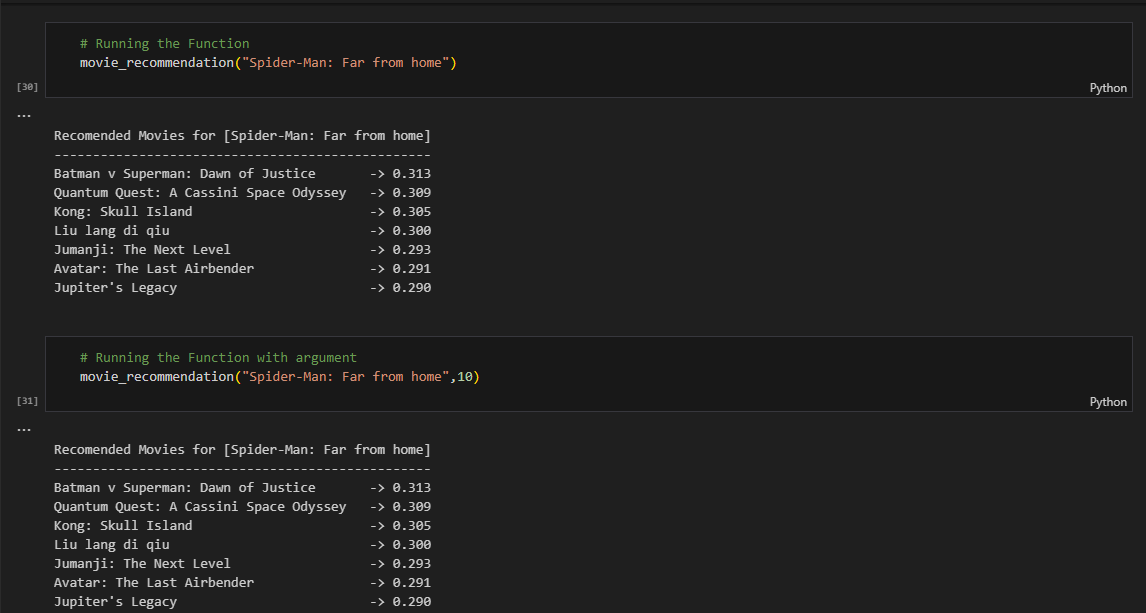 # Running the Function
movie_recommendation("Spider-Man: Far from home")
[30]
Python
...
Recomended Movies for [Spider-Man: Far from home]
-------------------------------------------------
Batman v Superman: Dawn of Justice -> 0.313
Quantum Quest: A Cassini Space Odyssey -> 0.309
Kong: Skull Island -> 0.305
Liu lang di qiu -> 0.300
Jumanji: The Next Level -> 0.293
Avatar: The Last Airbender -> 0.291
Jupiter's Legacy -> 0.290
# Running the Function with argument
movie_recommendation("Spider-Man: Far from home",10)
[31]
Python
...
Recomended Movies for [Spider-Man: Far from home]
-------------------------------------------------
Batman v Superman: Dawn of Justice -> 0.313
Quantum Quest: A Cassini Space Odyssey -> 0.309
Kong: Skull Island -> 0.305
Liu lang di qiu -> 0.300
Jumanji: The Next Level -> 0.293
Avatar: The Last Airbender -> 0.291
Jupiter's Legacy -> 0.290